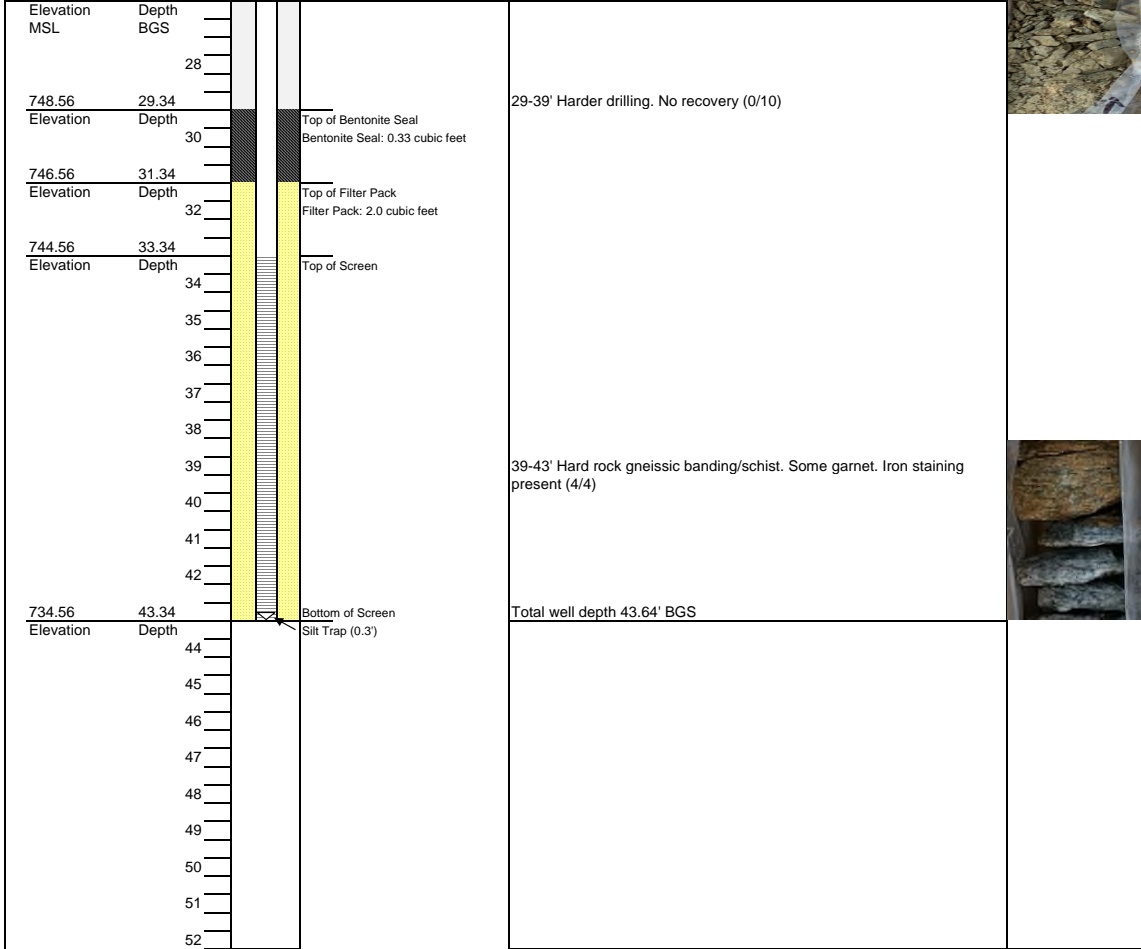 Elevation Depth
MSL BGS
28
748.56 29.34 29-39' Harder drilling. No recovery (0/10)
Elevation Depth Top of Bentonite Seal
30 Bentonite Seal: 0.33 cubic feet
746.56 31.34
Elevation Depth Top of Filter Pack
32 Filter Pack: 2.0 cubic feet
744.56 33.34
Elevation Depth Top of Screen
34
35
36
37
38
39 39-43' Hard rock gneissic banding/schist. Some garnet. Iron staining
present (4/4)
40
41
42
734.56 43.34 Bottom of Screen Total well depth 43.64' BGS
Elevation Depth Silt Trap (0.3')
44
45
46
47
48
49
50
51
52